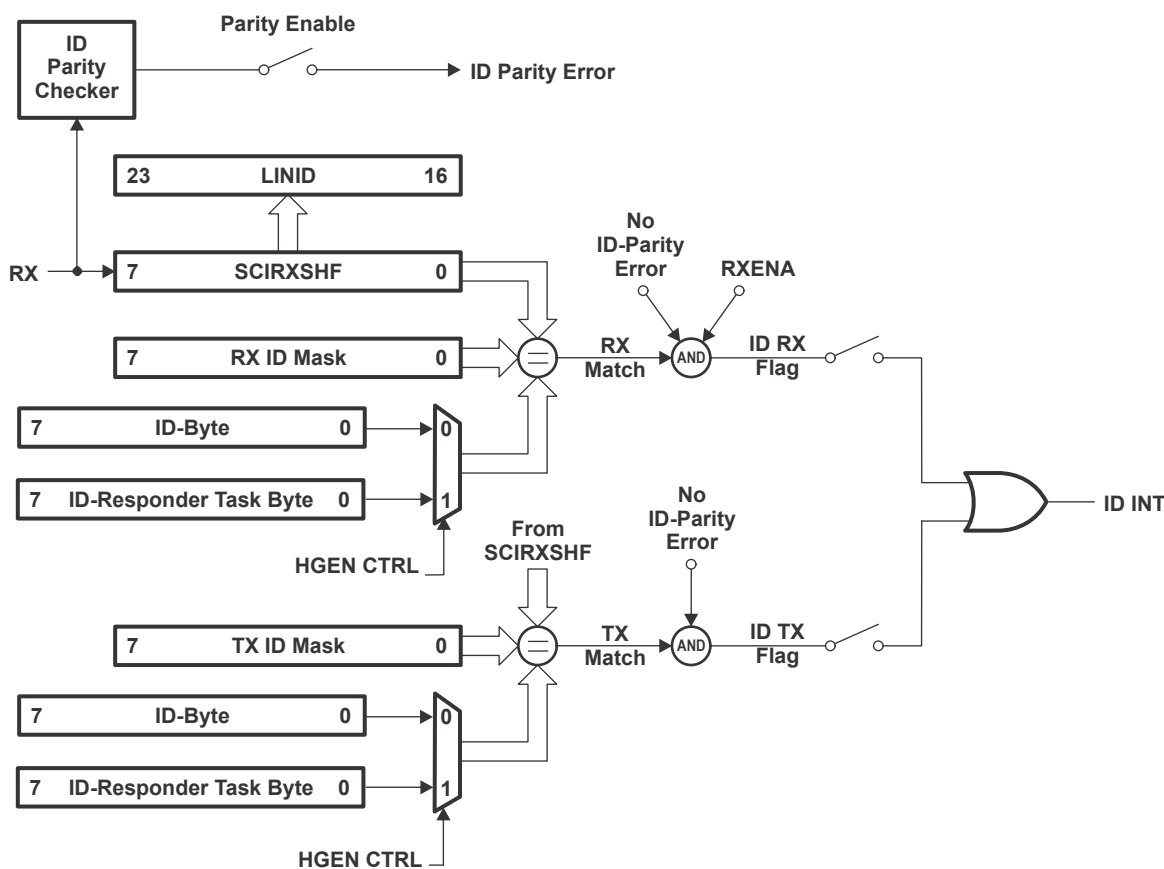 Parity Enable
ID
Parity
Checker
ID Parity Error
23 LINID 16
RX
7 SCIRXSHF 0
No
ID-Parity
Error
RXENA
7 RX ID Mask 0
=
RX
Match
AND
ID RX
Flag
7 ID-Byte 0
0
7 ID-Responder Task Byte 0
1
HGEN CTRL
From
SCIRXSHF
No
ID-Parity
Error
ID INT
7 TX ID Mask 0
=
TX
Match
AND
ID TX
Flag
7 ID-Byte 0
0
7 ID-Responder Task Byte 0
1
HGEN CTRL